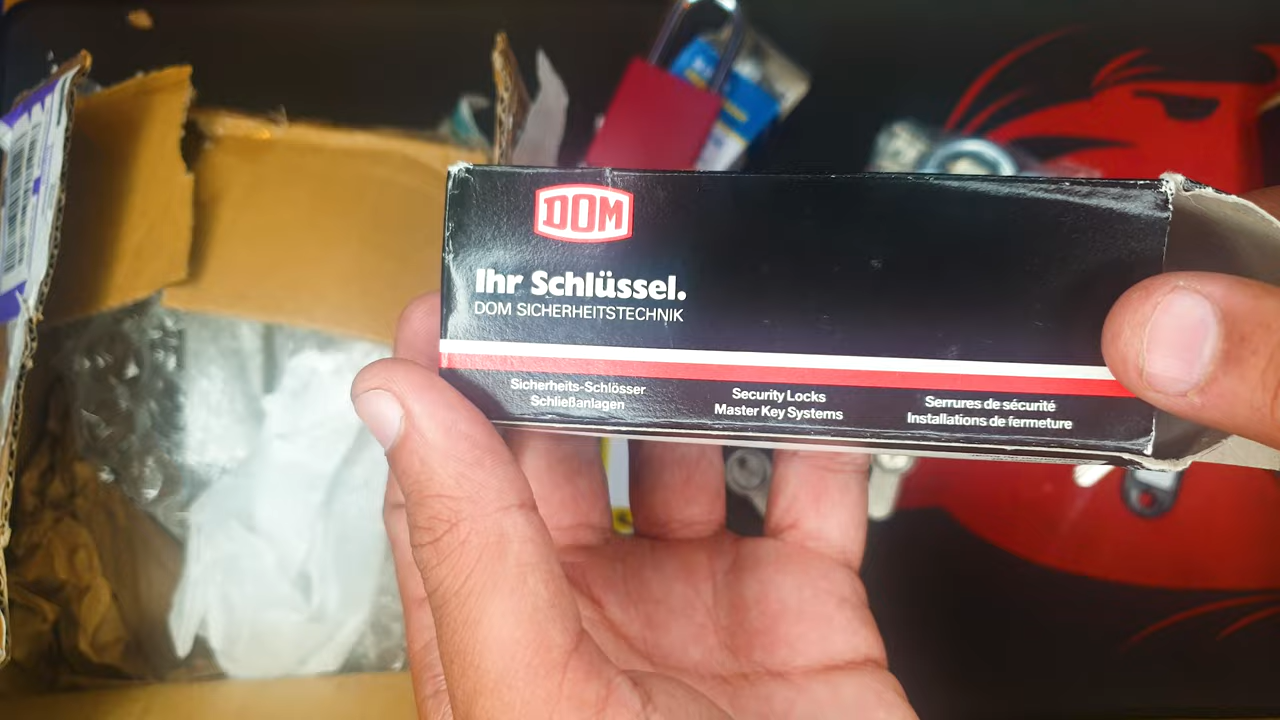 DOM
Ihr Schlüssel.
DOM SICHERHEITSTECHNIK
Sicherheits-Schlösser
Schließanlagen
Security Locks
Master Key Systems
Serrures de sécurité
Installations de fermeture